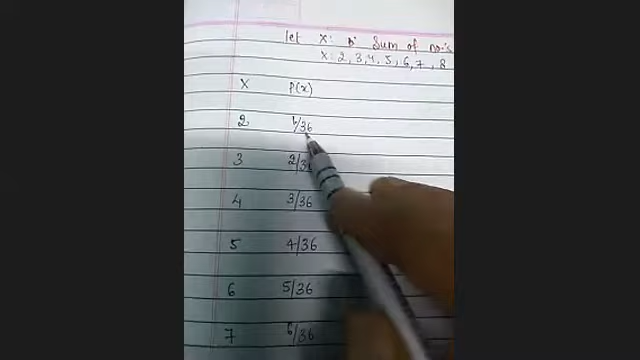 let X: Sum of no.s
X: 2, 3, 4, 5, 6, 7, 8
X P(x)
2 1/36
3 2/36
4 3/36
5 4/36
6 5/36
7 6/36